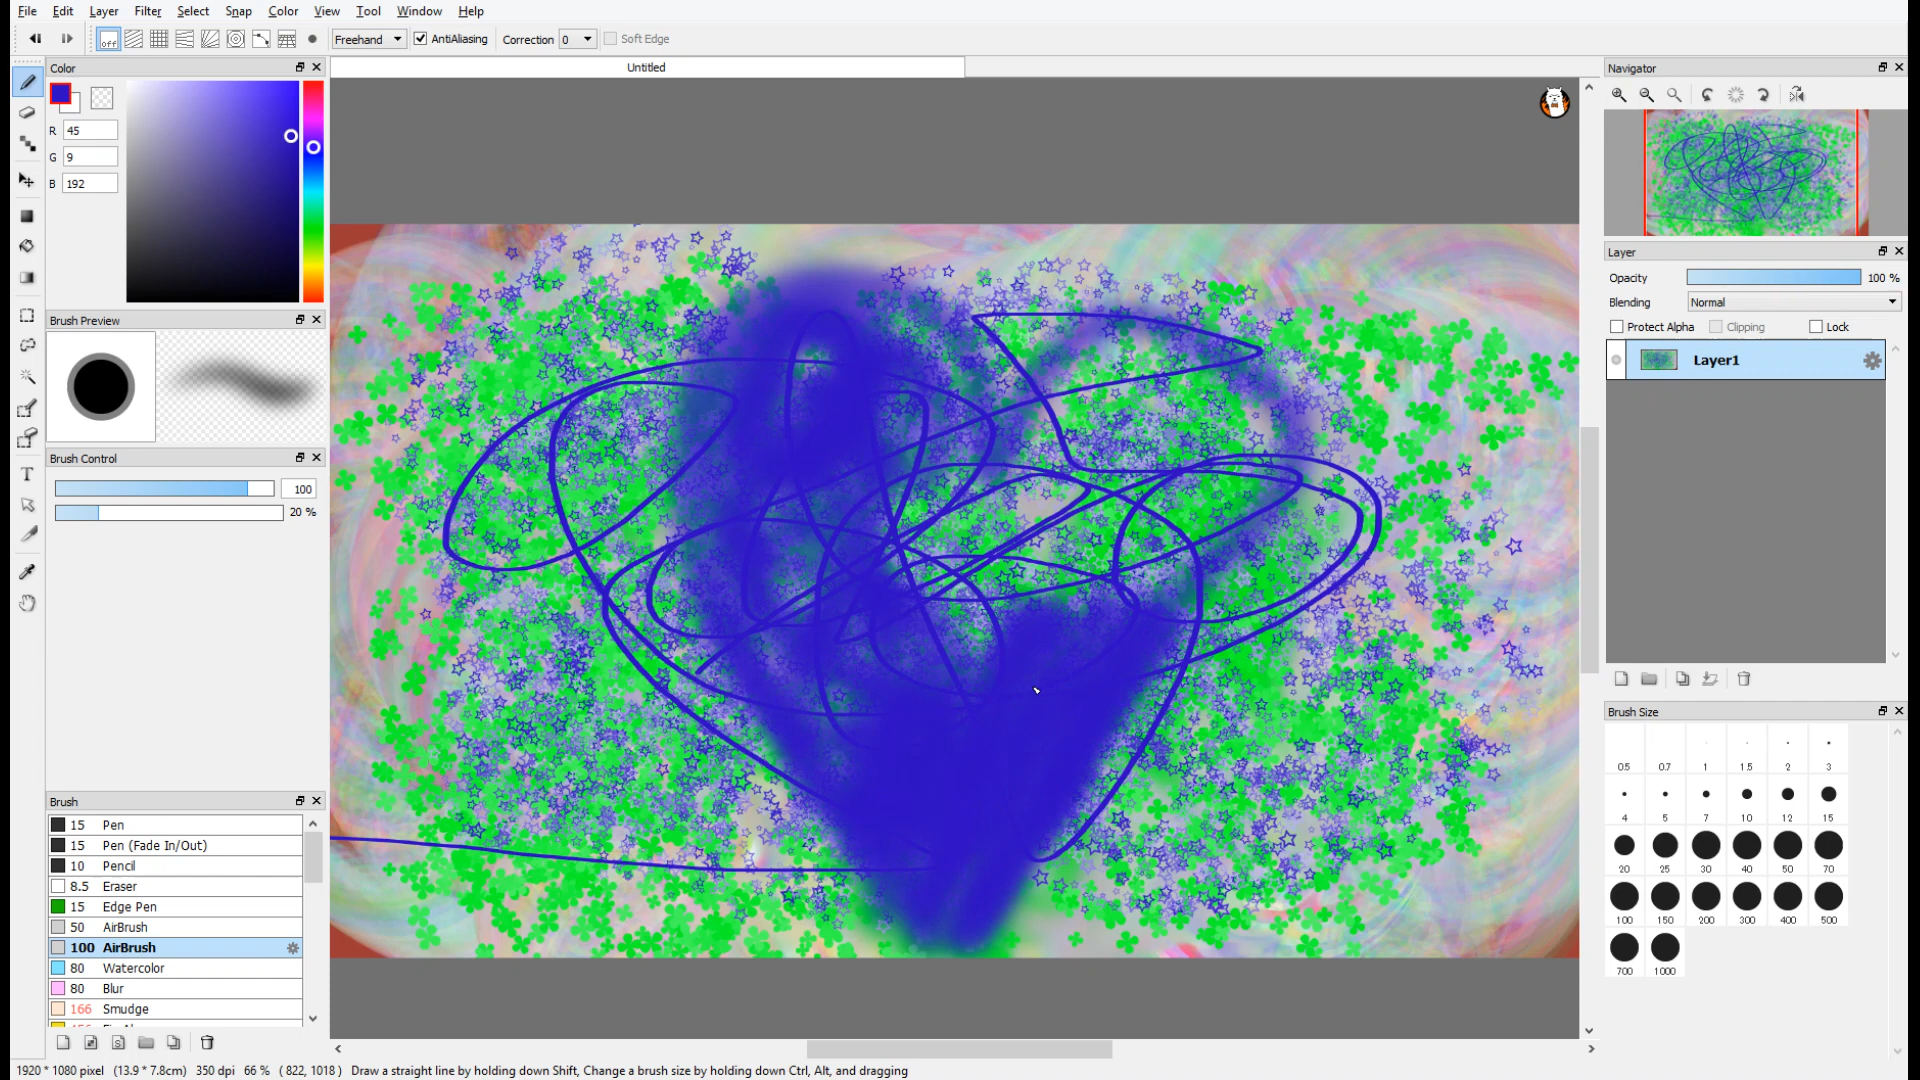 File Edit Layer Filter Select Snap Color View Tool Window Help
off Freehand AntiAliasing Correction 0 Soft Edge
Color
Untitled
Navigator
R 45
G 9
B 192
Layer
Opacity 100 %
Blending Normal
Protect Alpha Clipping Lock
Layer1
Brush Preview
Brush Control
100
20 %
Brush Size
0.5 0.7 1 1.5 2 3
4 5 7 10 12 15
20 25 30 40 50 70
100 150 200 300 400 500
700 1000
Brush
15 Pen
15 Pen (Fade In/Out)
10 Pencil
8.5 Eraser
15 Edge Pen
50 AirBrush
100 AirBrush
80 Watercolor
80 Blur
166 Smudge
T
S
1920 * 1080 pixel (13.9 * 7.8cm) 350 dpi 66 % ( 822, 1018 ) Draw a straight line by holding down Shift, Change a brush size by holding down Ctrl, Alt, and dragging